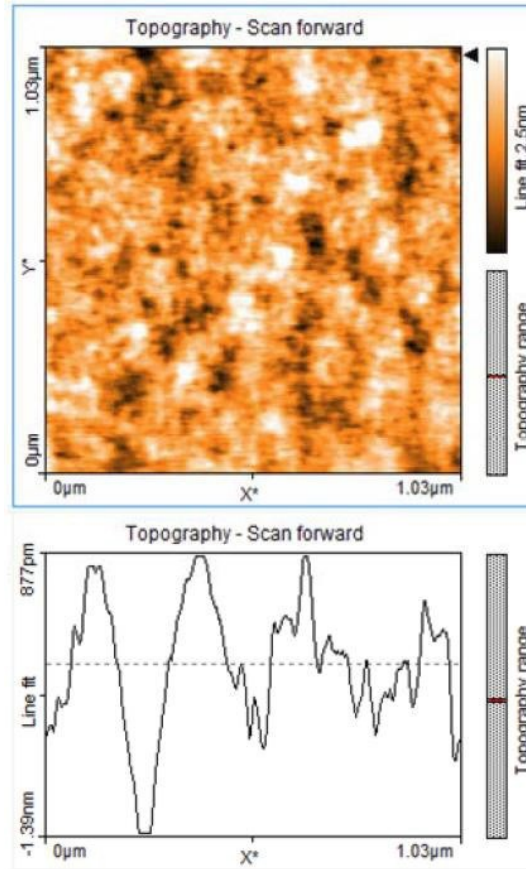 Topography - Scan forward
1.03µm
Y*
0µm
0µm
X*
1.03µm
Line fit 2.5nm
Topography range
Topography - Scan forward
877pm
Line fit
-1.39nm
0µm
X*
1.03µm
Topography range